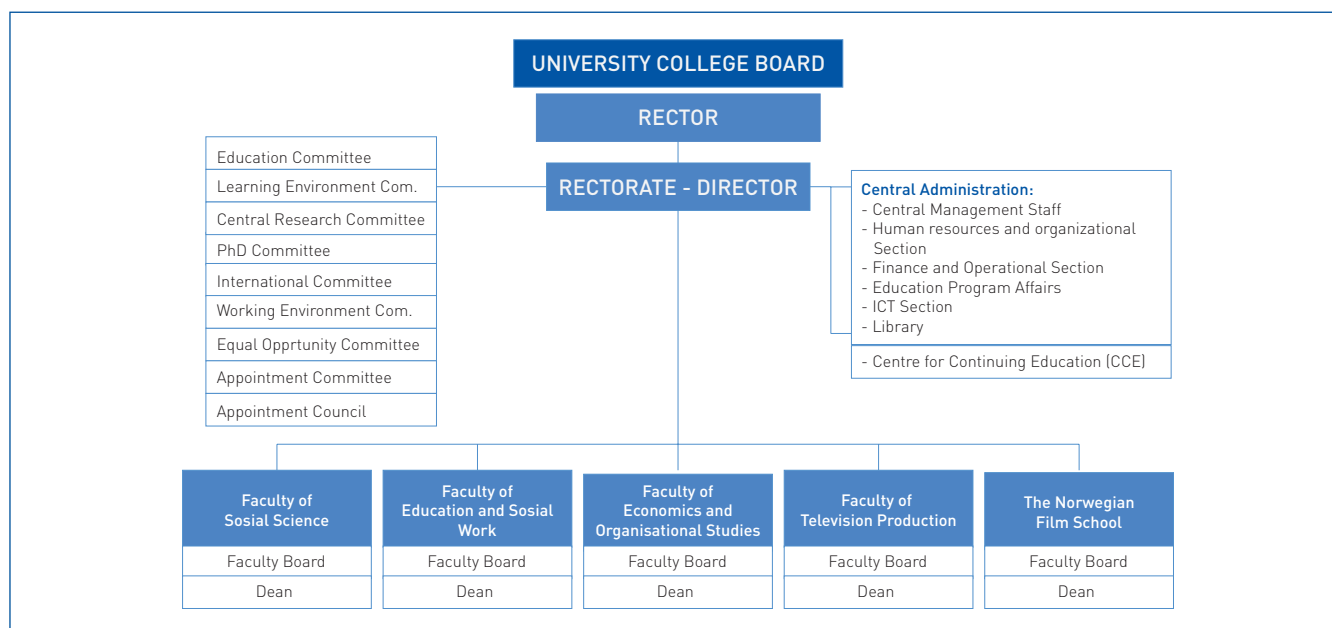 UNIVERSITY COLLEGE BOARD
RECTOR
RECTORATE - DIRECTOR
Education Committee
Learning Environment Com.
Central Research Committee
PhD Committee
International Committee
Working Environment Com.
Equal Opprtunity Committee
Appointment Committee
Appointment Council
Central Administration:
- Central Management Staff
- Human resources and organizational
Section
- Finance and Operational Section
- Education Program Affairs
- ICT Section
- Library
- Centre for Continuing Education (CCE)
Faculty of
Sosial Science
Faculty Board
Dean
Faculty of
Education and Sosial
Work
Faculty Board
Dean
Faculty of
Economics and
Organisational Studies
Faculty Board
Dean
Faculty of
Television Production
Faculty Board
Dean
The Norwegian
Film School
Faculty Board
Dean